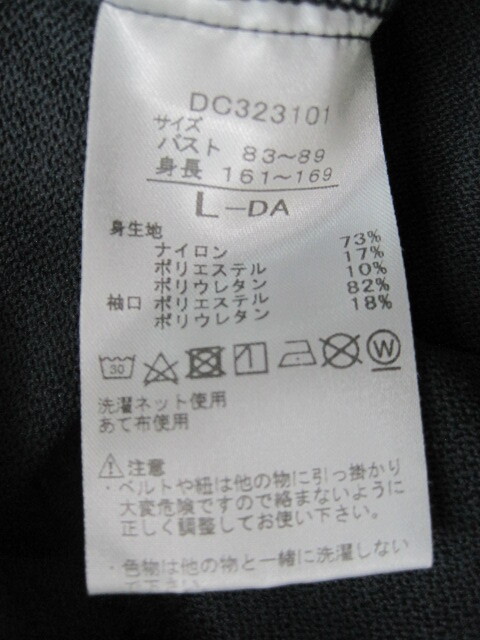 DC323101
サイズ
バスト 83～89
身長 161～169
L-DA
身生地
ナイロン 73%
ポリエステル 17%
ポリウレタン 10%
袖口 ポリエステル 82%
ポリウレタン 18%
30
W
洗濯ネット使用
あて布使用
注意
・ベルトや紐は他の物に引っ掛かり
大変危険ですので絡まないように
正しく調整してお使い下さい。
・色物は他の物と一緒に洗濯しない
で下さい。